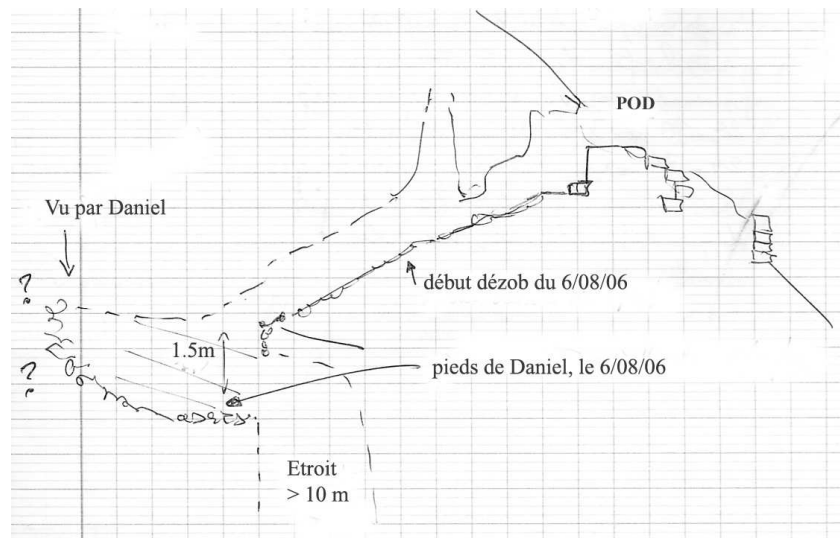 POD
Vu par Daniel
début dézob du 6/08/06
? 
1.5m
?
pieds de Daniel, le 6/08/06
Etroit
> 10 m